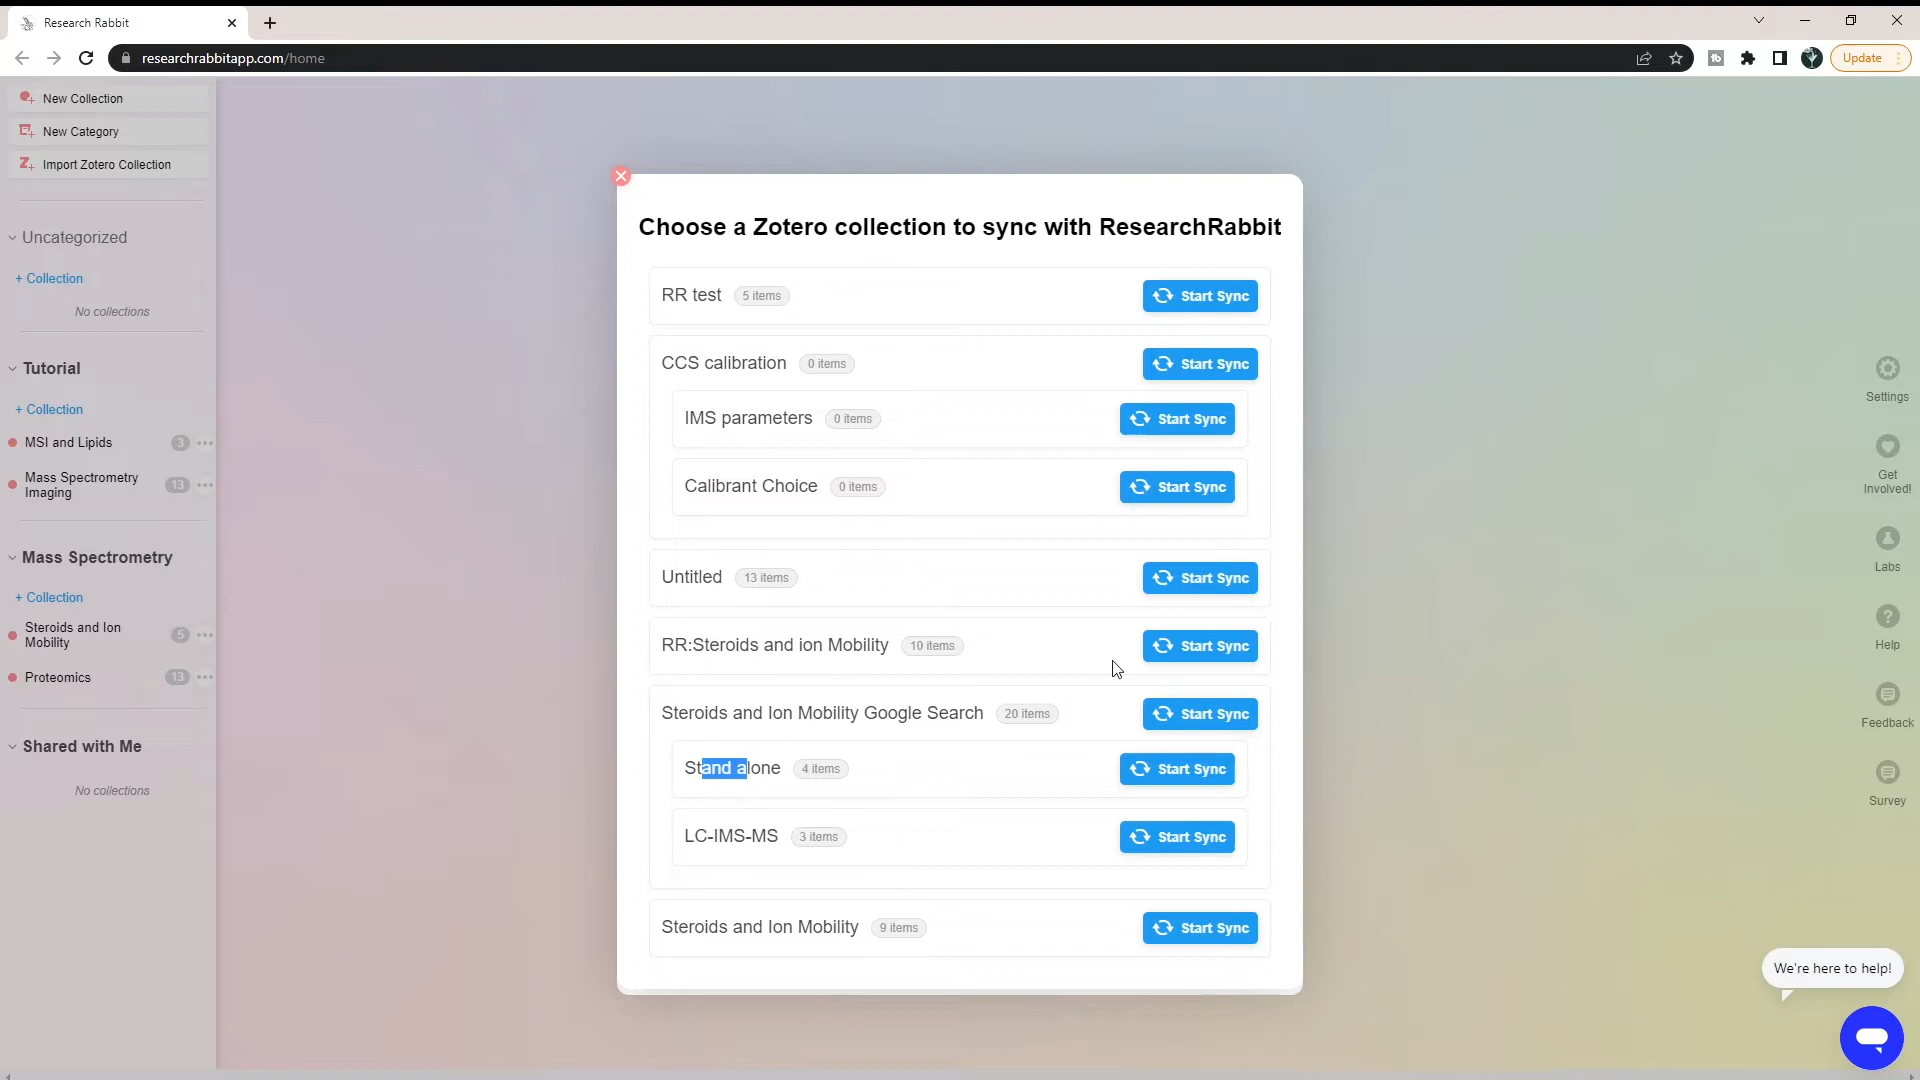 Research Rabbit
researchrabbitapp.com/home
Update
New Collection
New Category
Import Zotero Collection
Uncategorized
+ Collection
No collections
Tutorial
+ Collection
MSI and Lipids 3
Mass Spectrometry
Imaging 13
Mass Spectrometry
+ Collection
Steroids and Ion
Mobility 5
Proteomics 13
Shared with Me
No collections
Choose a Zotero collection to sync with ResearchRabbit
RR test 5 items Start Sync
CCS calibration 0 items Start Sync
IMS parameters 0 items Start Sync
Calibrant Choice 0 items Start Sync
Untitled 13 items Start Sync
RR:Steroids and ion Mobility 10 items Start Sync
Steroids and Ion Mobility Google Search 20 items Start Sync
Stand alone 4 items Start Sync
LC-IMS-MS 3 items Start Sync
Steroids and Ion Mobility 9 items Start Sync
Settings
Get
Involved!
Labs
?
Help
Feedback
Survey
We're here to help!